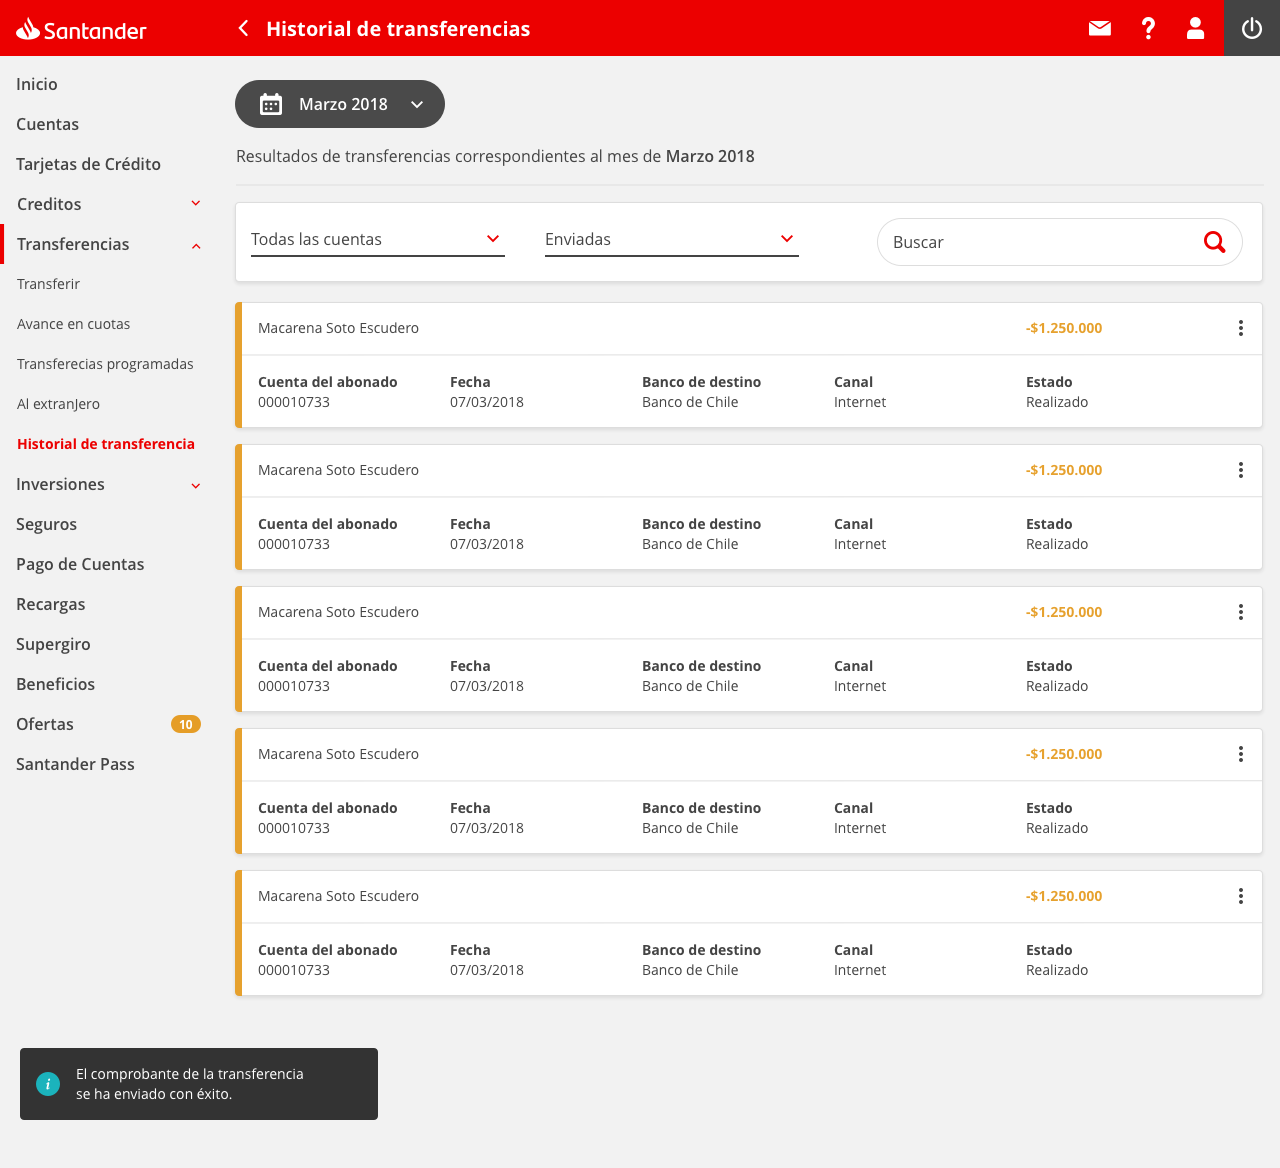 Santander
Historial de transferencias
Inicio
Cuentas
Tarjetas de Crédito
Creditos
Transferencias
Transferir
Avance en cuotas
Transferecias programadas
Al extranJero
Historial de transferencia
Inversiones
Seguros
Pago de Cuentas
Recargas
Supergiro
Beneficios
Ofertas 10
Santander Pass
Marzo 2018
Resultados de transferencias correspondientes al mes de Marzo 2018
Todas las cuentas Enviadas Buscar
Macarena Soto Escudero -$1.250.000
Cuenta del abonado Fecha Banco de destino Canal Estado
000010733 07/03/2018 Banco de Chile Internet Realizado
Macarena Soto Escudero -$1.250.000
Cuenta del abonado Fecha Banco de destino Canal Estado
000010733 07/03/2018 Banco de Chile Internet Realizado
Macarena Soto Escudero -$1.250.000
Cuenta del abonado Fecha Banco de destino Canal Estado
000010733 07/03/2018 Banco de Chile Internet Realizado
Macarena Soto Escudero -$1.250.000
Cuenta del abonado Fecha Banco de destino Canal Estado
000010733 07/03/2018 Banco de Chile Internet Realizado
Macarena Soto Escudero -$1.250.000
Cuenta del abonado Fecha Banco de destino Canal Estado
000010733 07/03/2018 Banco de Chile Internet Realizado
El comprobante de la transferencia
se ha enviado con éxito.